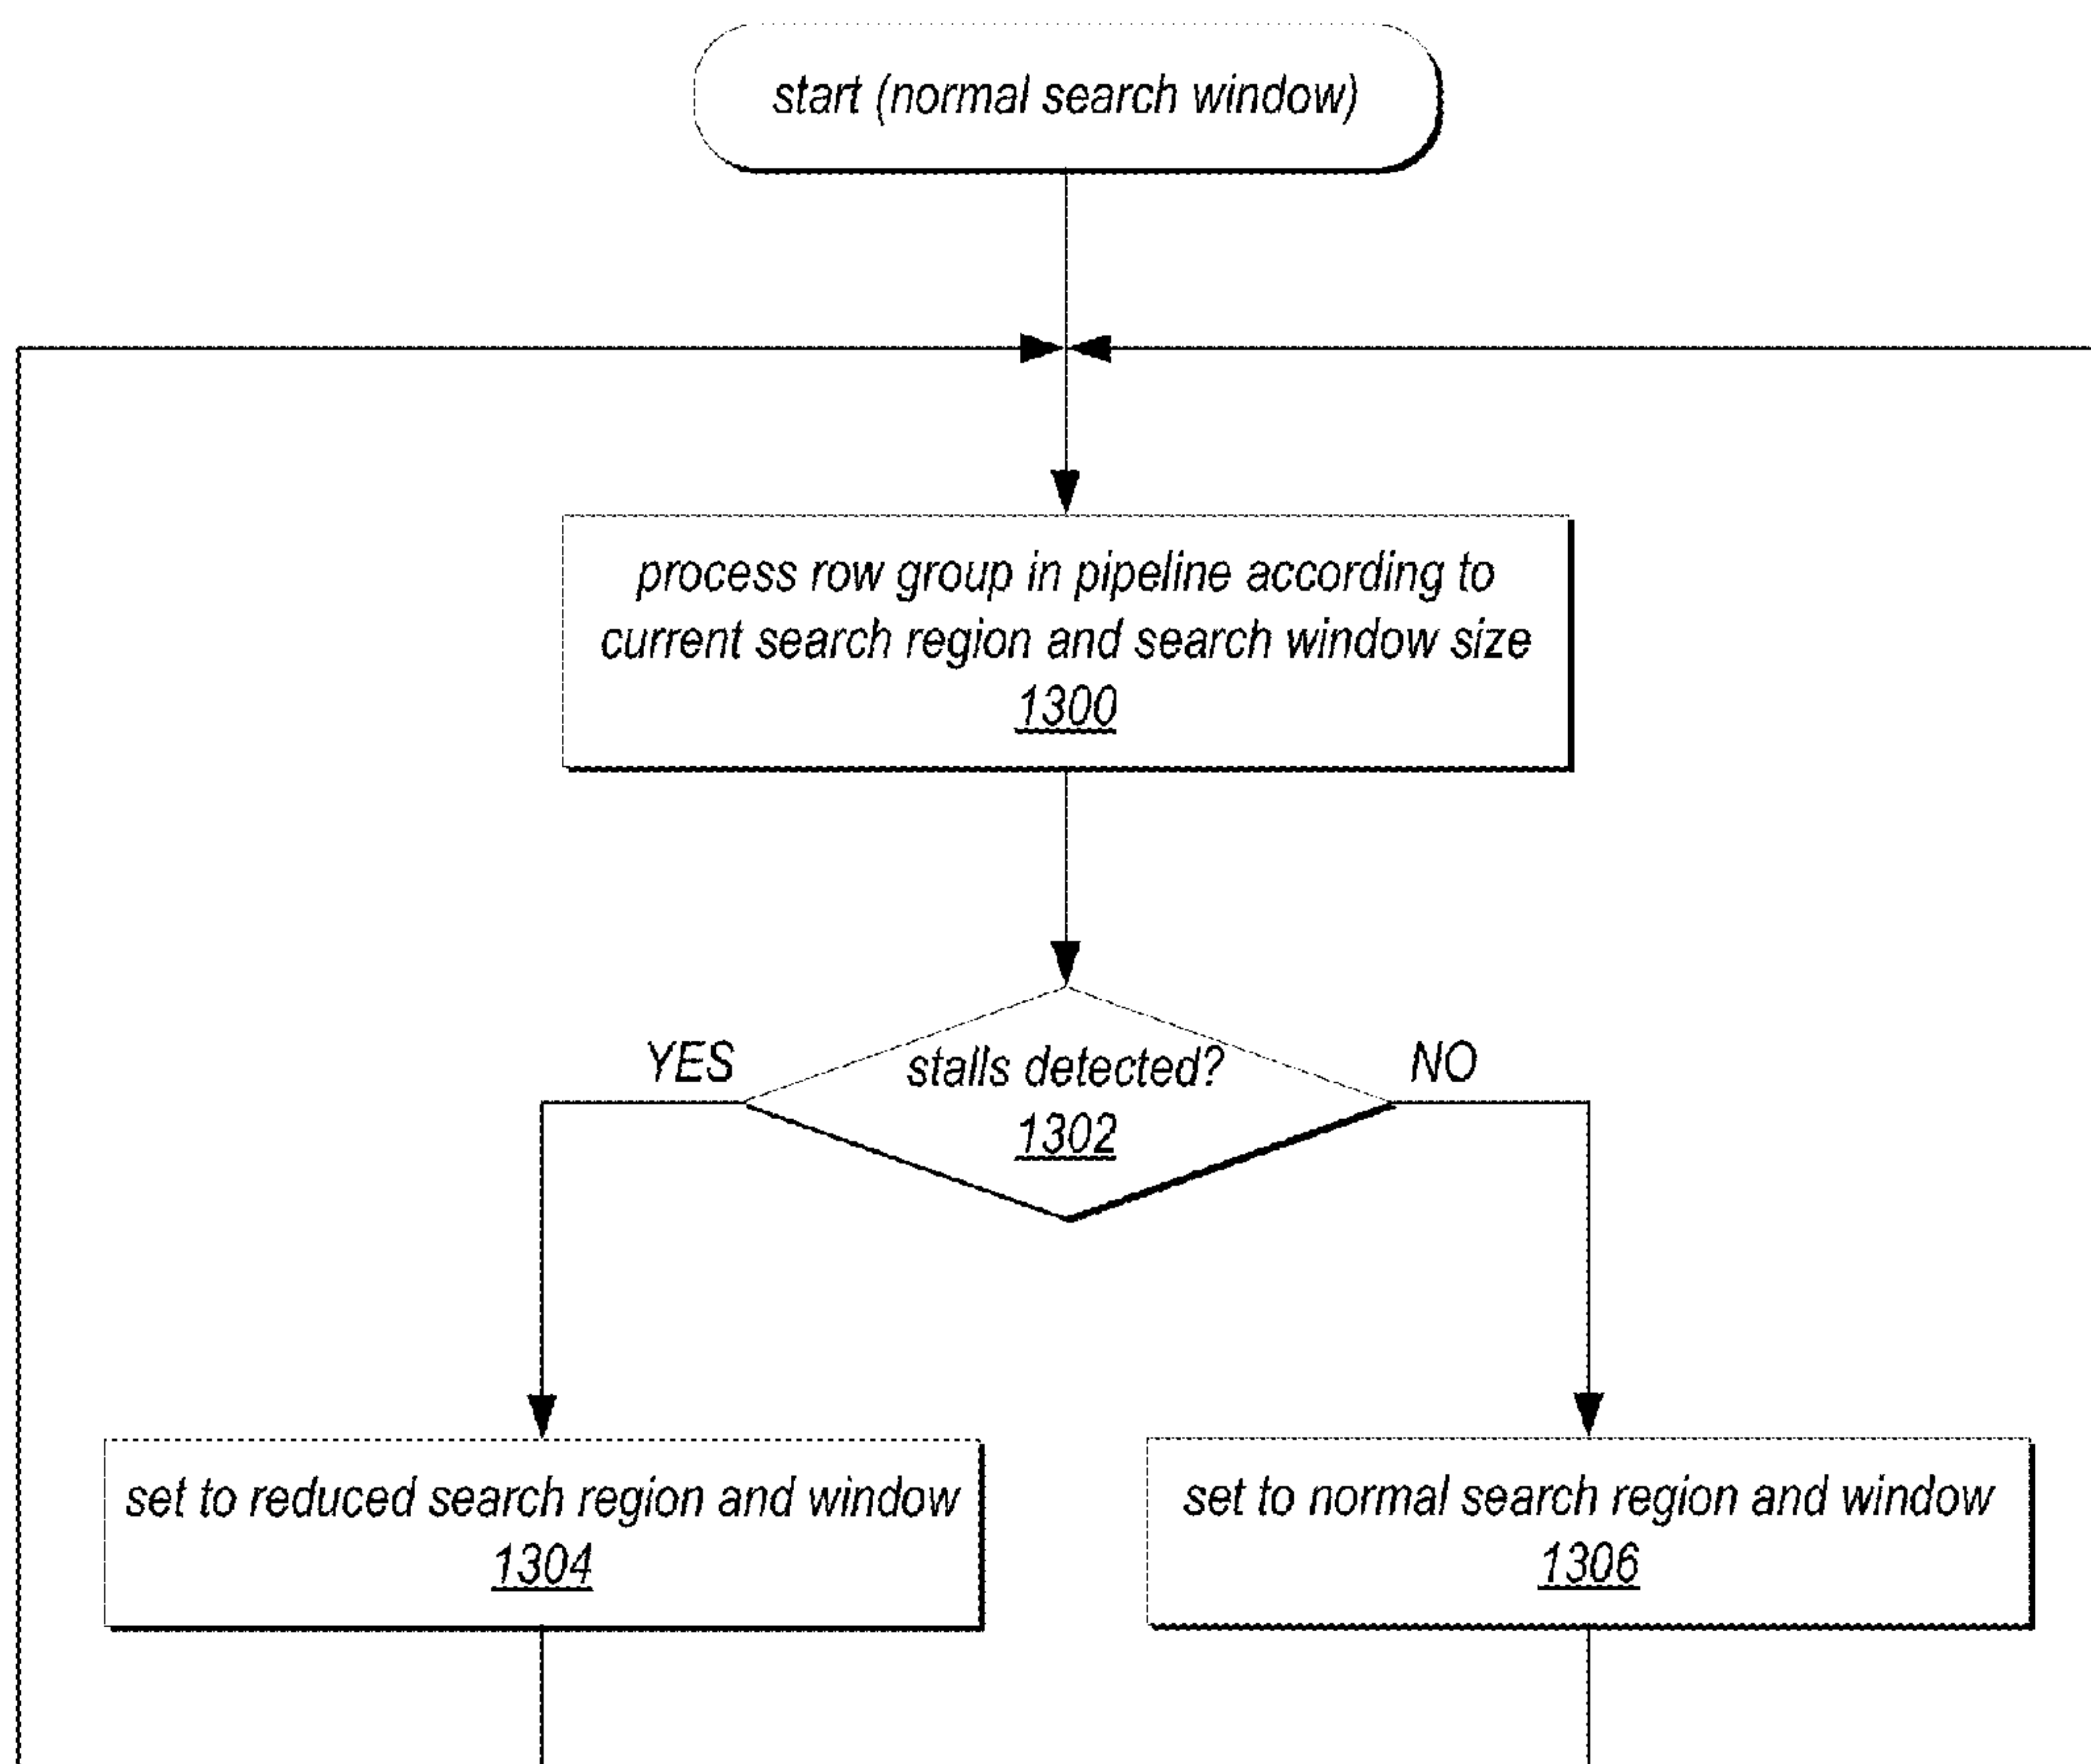 start (normal search window)
process row group in pipeline according to
current search region and search window size
1300
YES
stalls detected?
NO
1302
set to reduced search region and window
1304
set to normal search region and window
1306